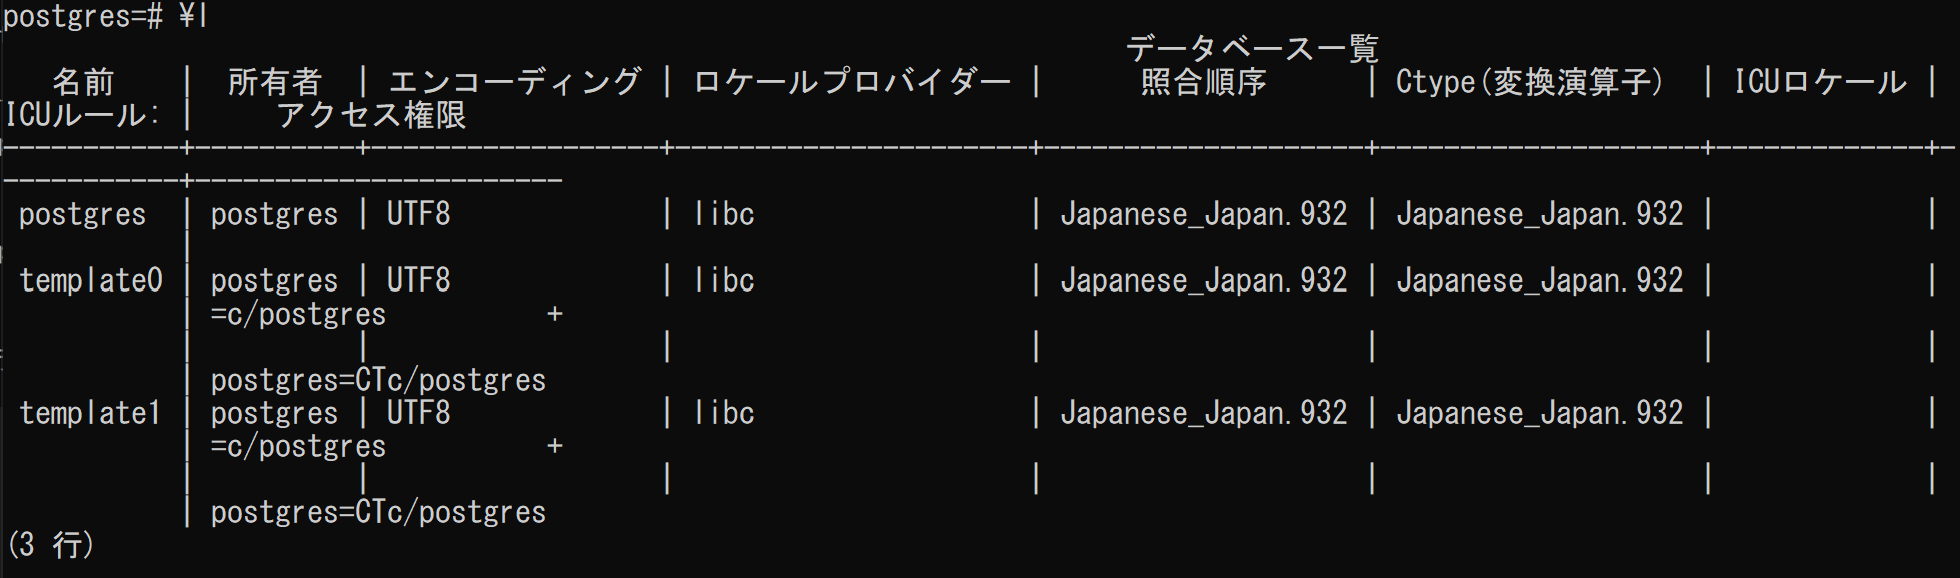 postgres=# ¥l
データベース一覧
名前 | 所有者 | エンコーディング | ロケールプロバイダー | 照合順序 | Ctype(変換演算子) | ICUロケール |
ICUルール: | アクセス権限
-----------+----------+------------------+----------------------+--------------------+--------------------+-------------+-
-----------+-----------------------
postgres | postgres | UTF8 | libc | Japanese_Japan.932 | Japanese_Japan.932 | |
|
template0 | postgres | UTF8 | libc | Japanese_Japan.932 | Japanese_Japan.932 | |
| =c/postgres +
| | | | | | |
| postgres=CTc/postgres
template1 | postgres | UTF8 | libc | Japanese_Japan.932 | Japanese_Japan.932 | |
| =c/postgres +
| | | | | | |
| postgres=CTc/postgres
(3 行)